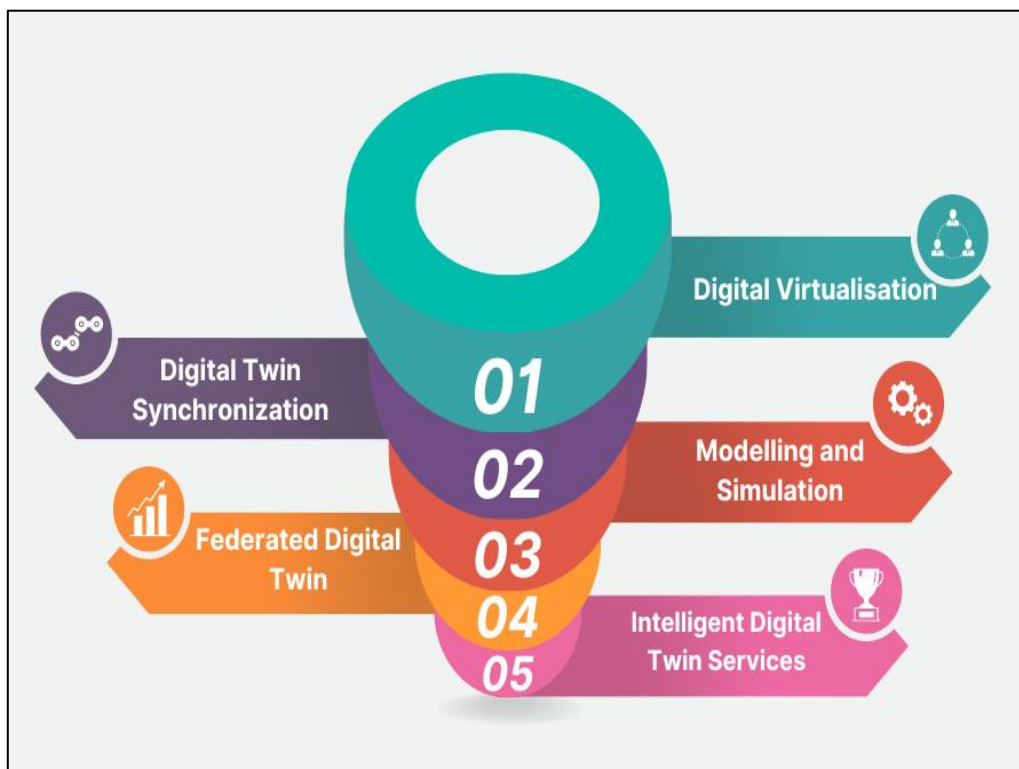 01
Digital Virtualisation
02
Digital Twin
Synchronization
03
Modelling and
Simulation
04
Federated Digital
Twin
05
Intelligent Digital
Twin Services